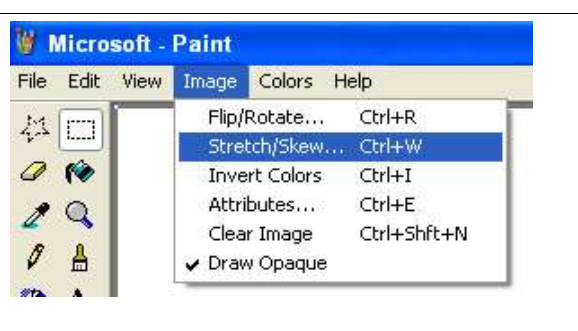 Microsoft - Paint
File Edit View Image Colors Help
Flip/Rotate... Ctrl+R
Stretch/Skew... Ctrl+W
Invert Colors Ctrl+I
Attributes... Ctrl+E
Clear Image Ctrl+Shft+N
Draw Opaque